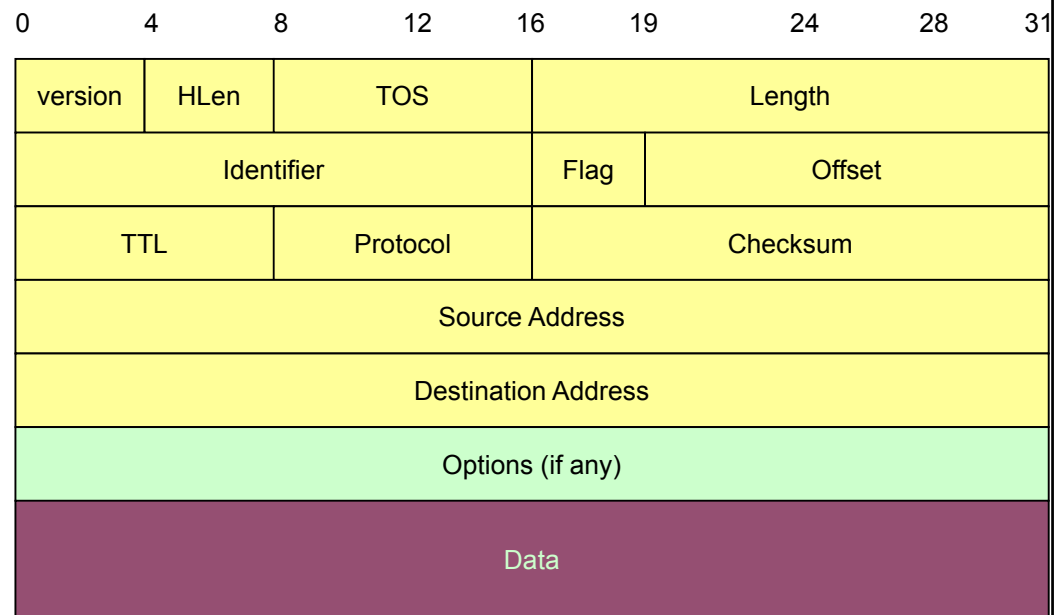 0 4 8 12 16 19 24 28 31
version HLen TOS Length
Identifier Flag Offset
TTL Protocol Checksum
Source Address
Destination Address
Options (if any)
Data